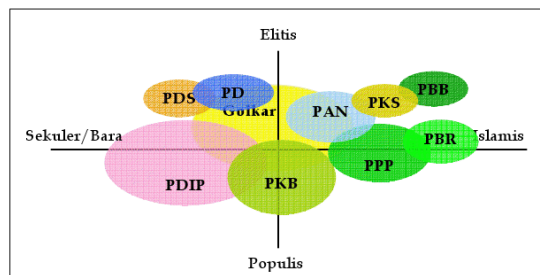 Elitis
PDS
PD
Golkar
PAN
PKS
PBB
Sekuler/Bara
Islamis
PBR
PPP
PDIP
PKB
Populis